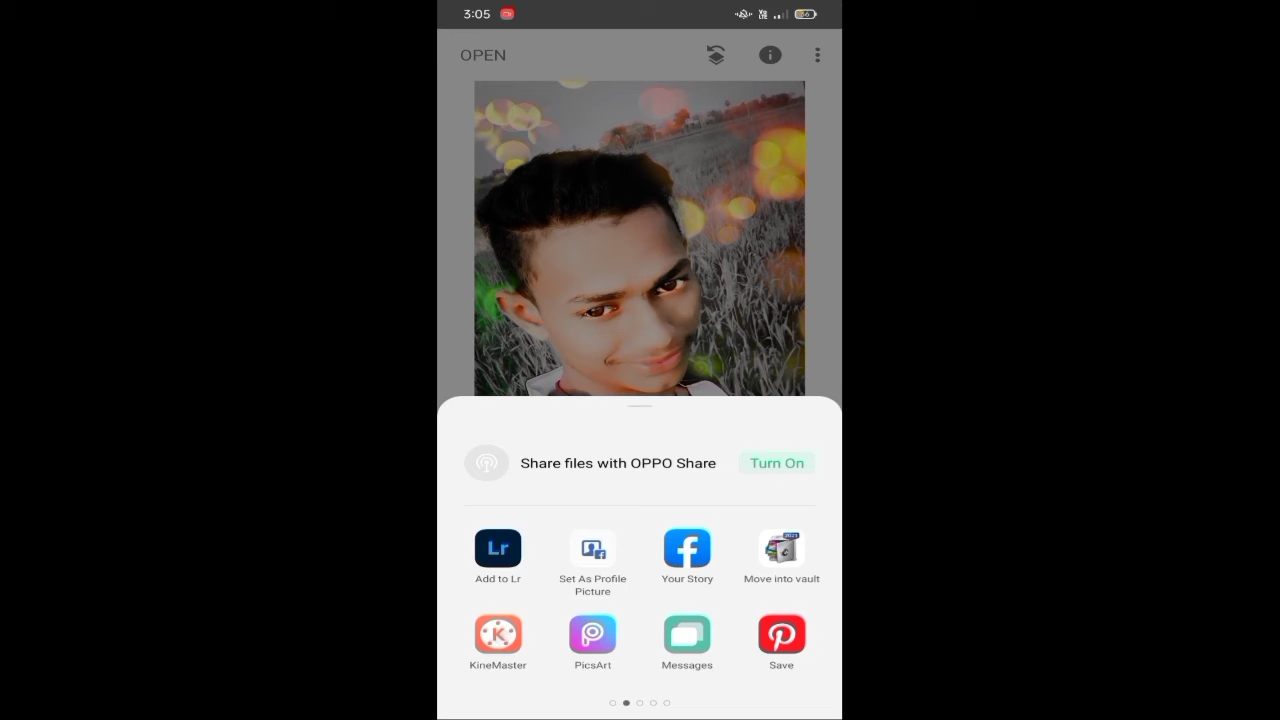 3:05
OPEN
Share files with OPPO Share
Turn On
Lr
Add to Lr
Set As Profile
Picture
Your Story
2021
Move into vault
KineMaster
PicsArt
Messages
Save